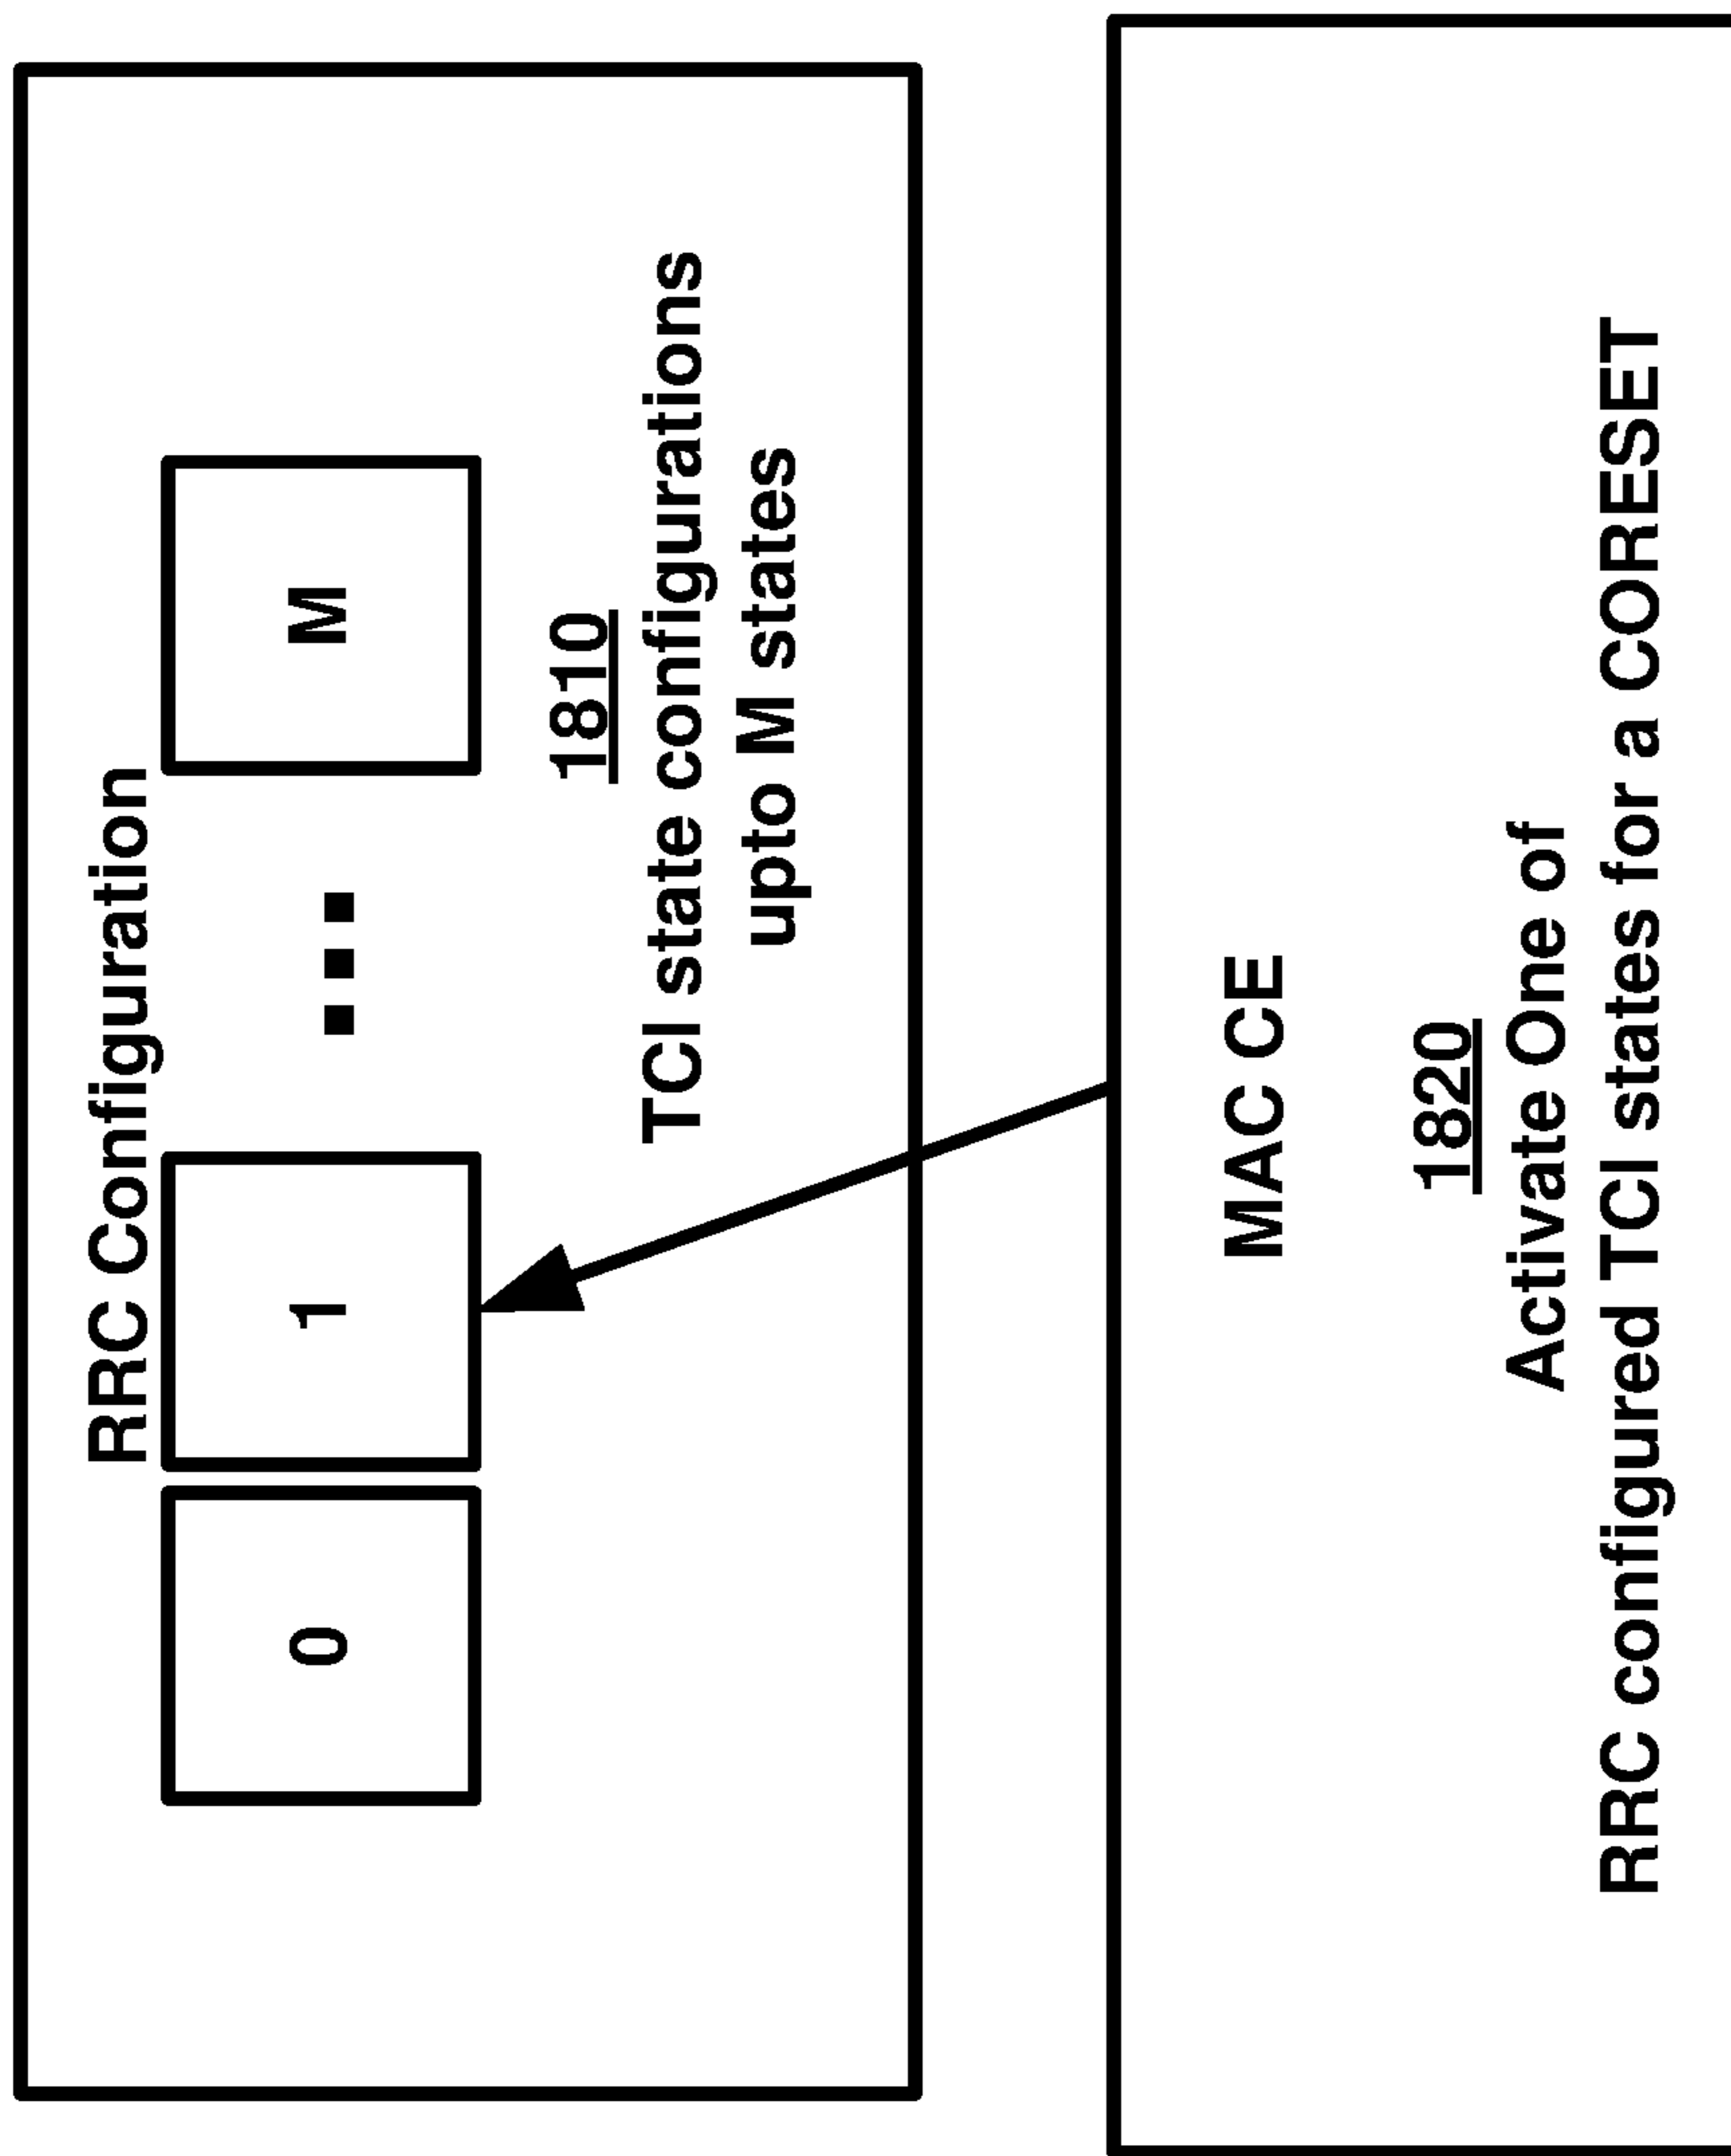 RRC Configuration
0 1 M
1810
TCI state configurations
upto M states
MAC CE
1820
Activate One of
RRC configured TCI states for a CORESET